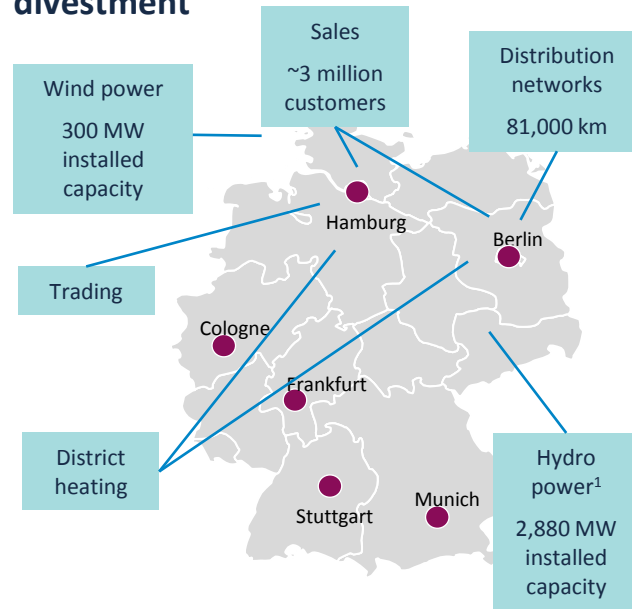 divestment
Sales
~3 million
customers
Distribution
networks
81,000 km
Wind power
300 MW
installed
capacity
Hamburg
Berlin
Trading
Cologne
Frankfurt
District
heating
Stuttgart
Munich
Hydro
power¹
2,880 MW
installed
capacity